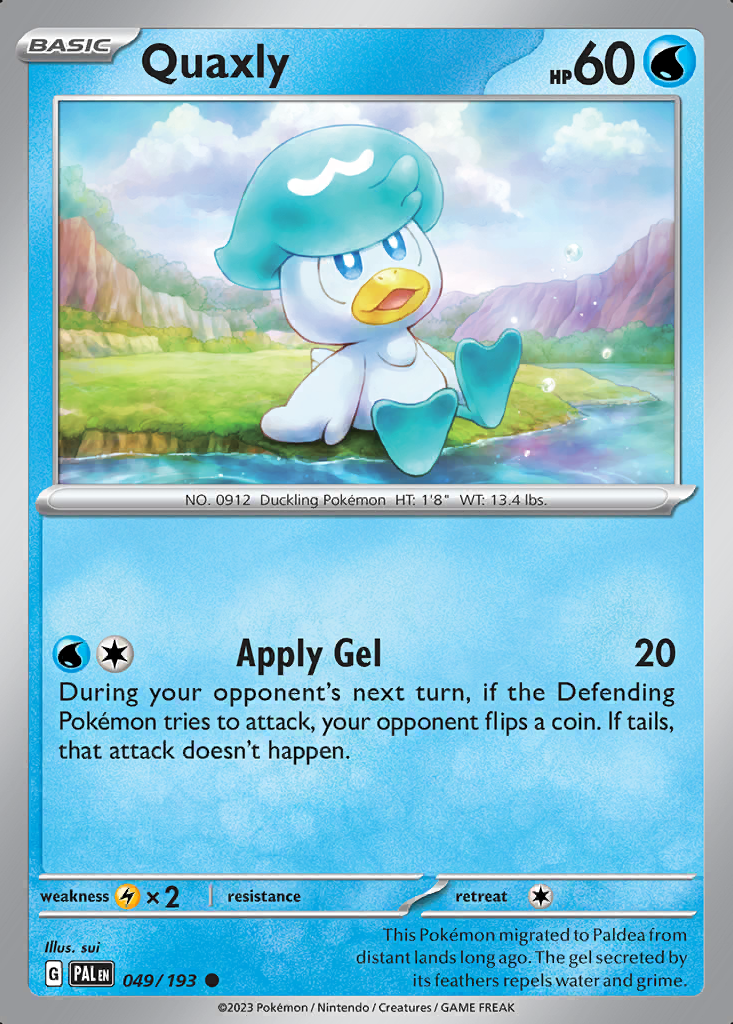 BASIC
Quaxly
HP60
NO. 0912 Duckling Pokémon HT: 1'8" WT: 13.4 lbs.
Apply Gel 20
During your opponent's next turn, if the Defending
Pokémon tries to attack, your opponent flips a coin. If tails,
that attack doesn't happen.
weakness ×2 resistance retreat
Illus. sui
G PAL EN 049/193
This Pokémon migrated to Paldea from
distant lands long ago. The gel secreted by
its feathers repels water and grime.
©2023 Pokémon / Nintendo / Creatures / GAME FREAK